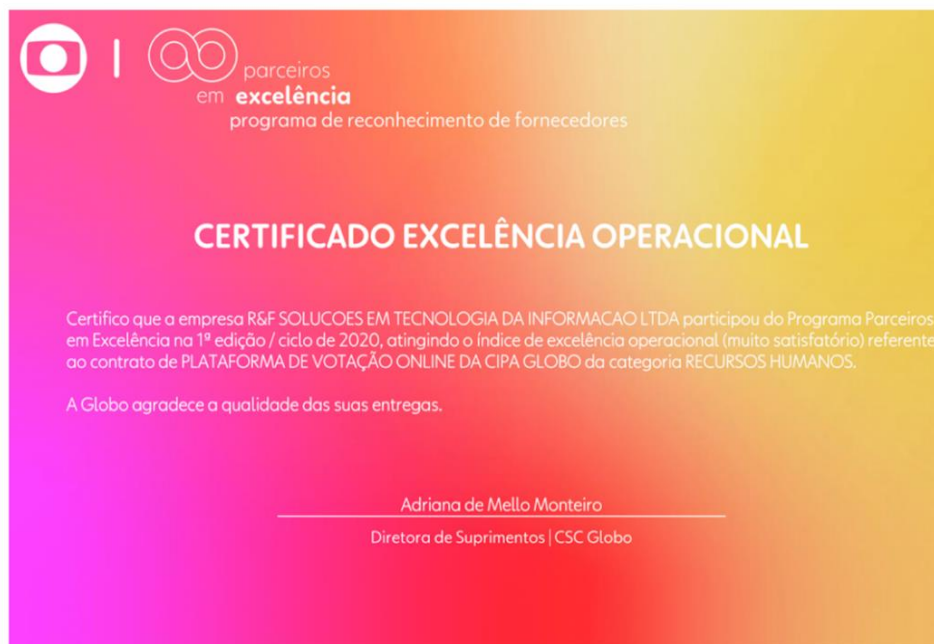 parceiros
em excelência
programa de reconhecimento de fornecedores
CERTIFICADO EXCELÊNCIA OPERACIONAL
Certifico que a empresa R&F SOLUCOES EM TECNOLOGIA DA INFORMACAO LTDA participou do Programa Parceiros
em Excelência na 1ª edição / ciclo de 2020, atingindo o índice de excelência operacional (muito satisfatório) referente
ao contrato de PLATAFORMA DE VOTAÇÃO ONLINE DA CIPA GLOBO da categoria RECURSOS HUMANOS.
A Globo agradece a qualidade das suas entregas.
Adriana de Mello Monteiro
Diretora de Suprimentos | CSC Globo